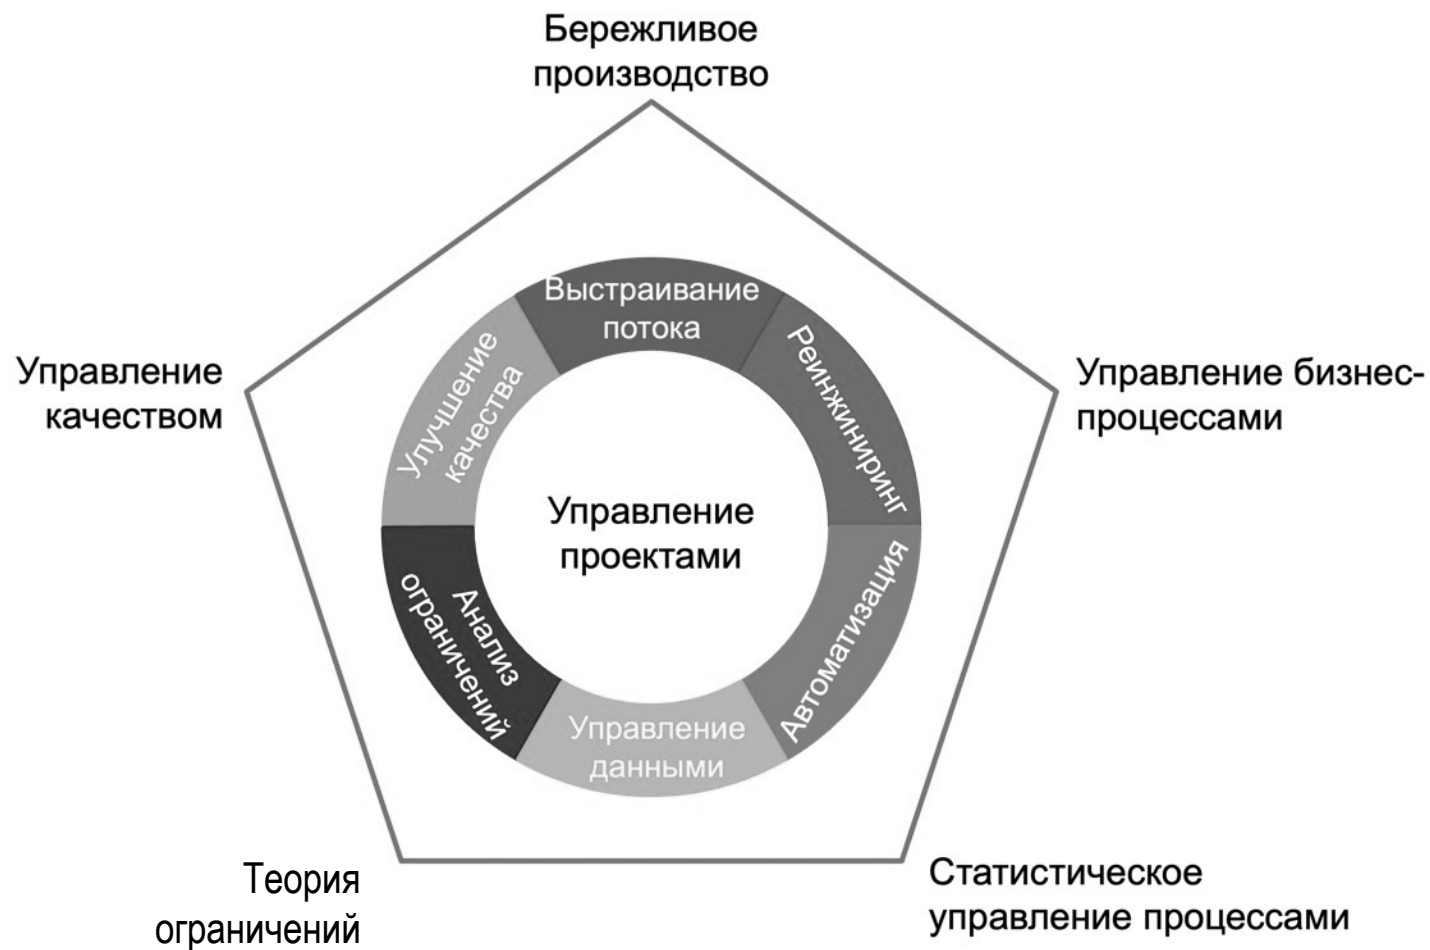 Бережливое
производство
Выстраивание
потока
Реинжиниринг
Улучшение
качества
Управление
качеством
Управление бизнес-
процессами
Управление
проектами
Анализ
ограничений
Автоматизация
Управление
данными
Теория
ограничений
Статистическое
управление процессами